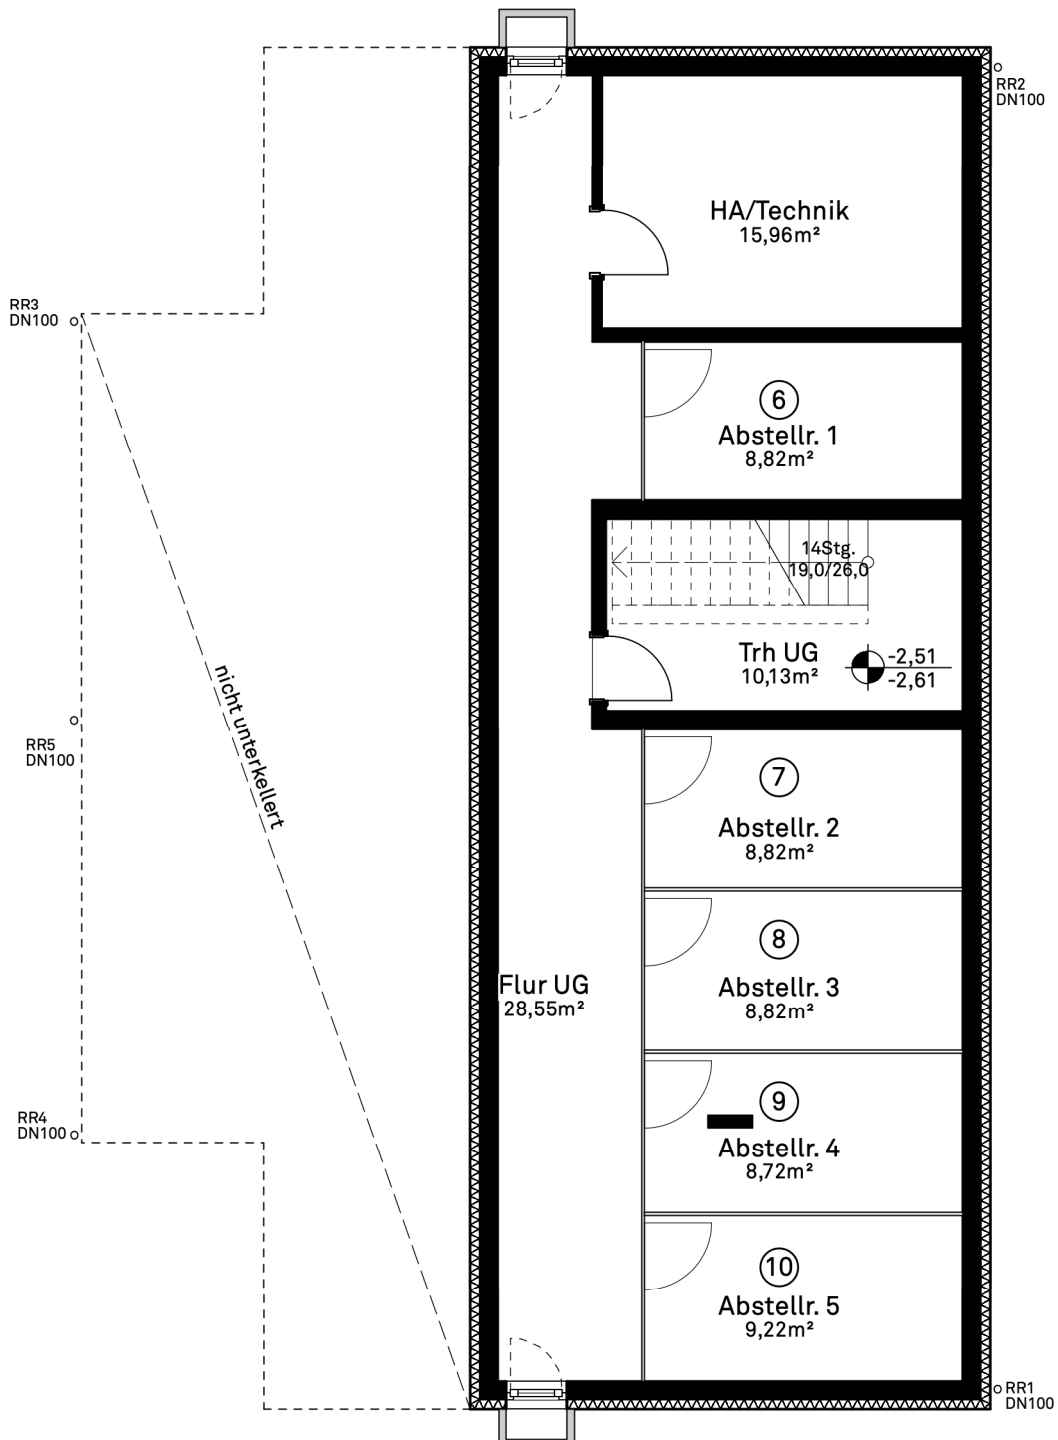 RR2
DN100
HA/Technik
15,96m²
RR3
DN100
6
Abstellr. 1
8,82m²
14Stg.
19,0/26,0
Trh UG
10,13m²
-2,51
-2,61
nicht unterkellert
RR5
DN100
7
Abstellr. 2
8,82m²
8
Abstellr. 3
8,82m²
Flur UG
28,55m²
9
Abstellr. 4
8,72m²
RR4
DN100
10
Abstellr. 5
9,22m²
RR1
DN100